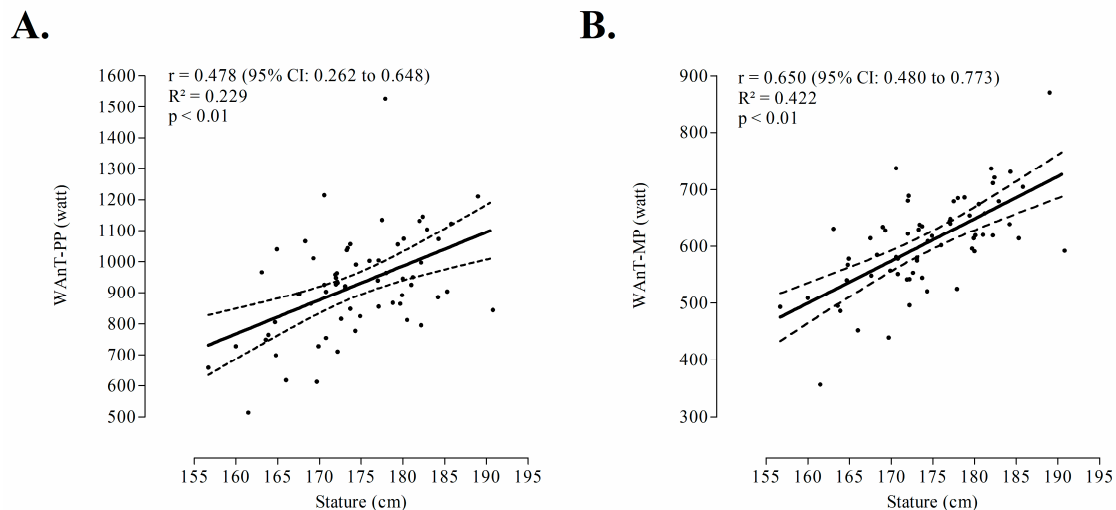 A.
r = 0.478 (95% CI: 0.262 to 0.648)
R² = 0.229
p < 0.01
WAnT-PP (watt)
1600
1500
1400
1300
1200
1100
1000
900
800
700
600
500
155 160 165 170 175 180 185 190 195
Stature (cm)
B.
r = 0.650 (95% CI: 0.480 to 0.773)
R² = 0.422
p < 0.01
WAnT-MP (watt)
900
800
700
600
500
400
300
155 160 165 170 175 180 185 190 195
Stature (cm)